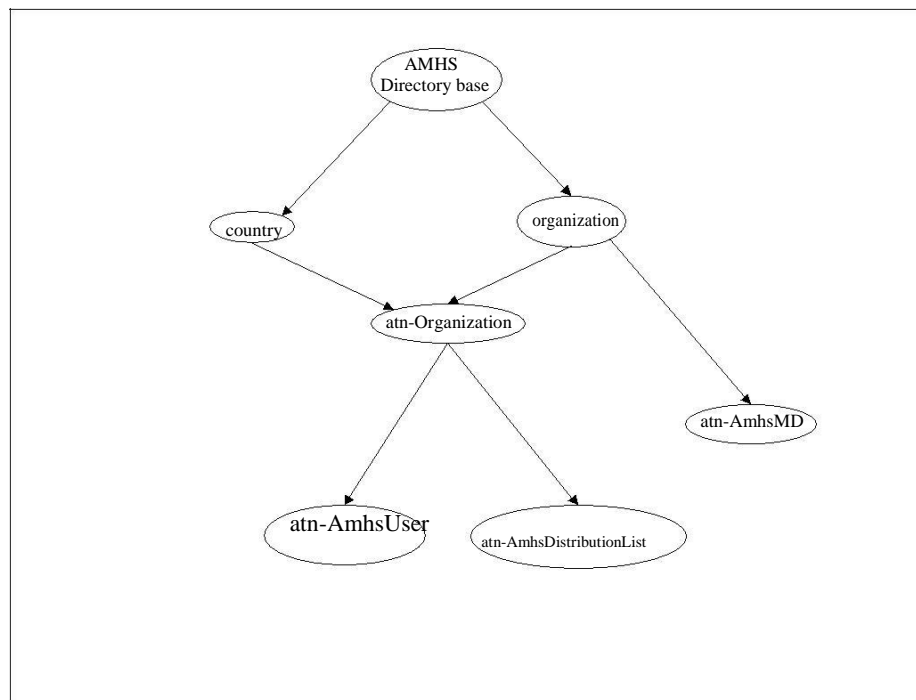 AMHS
Directory base
country
organization
atn-Organization
atn-AmhsMD
atn-AmhsUser
atn-AmhsDistributionList